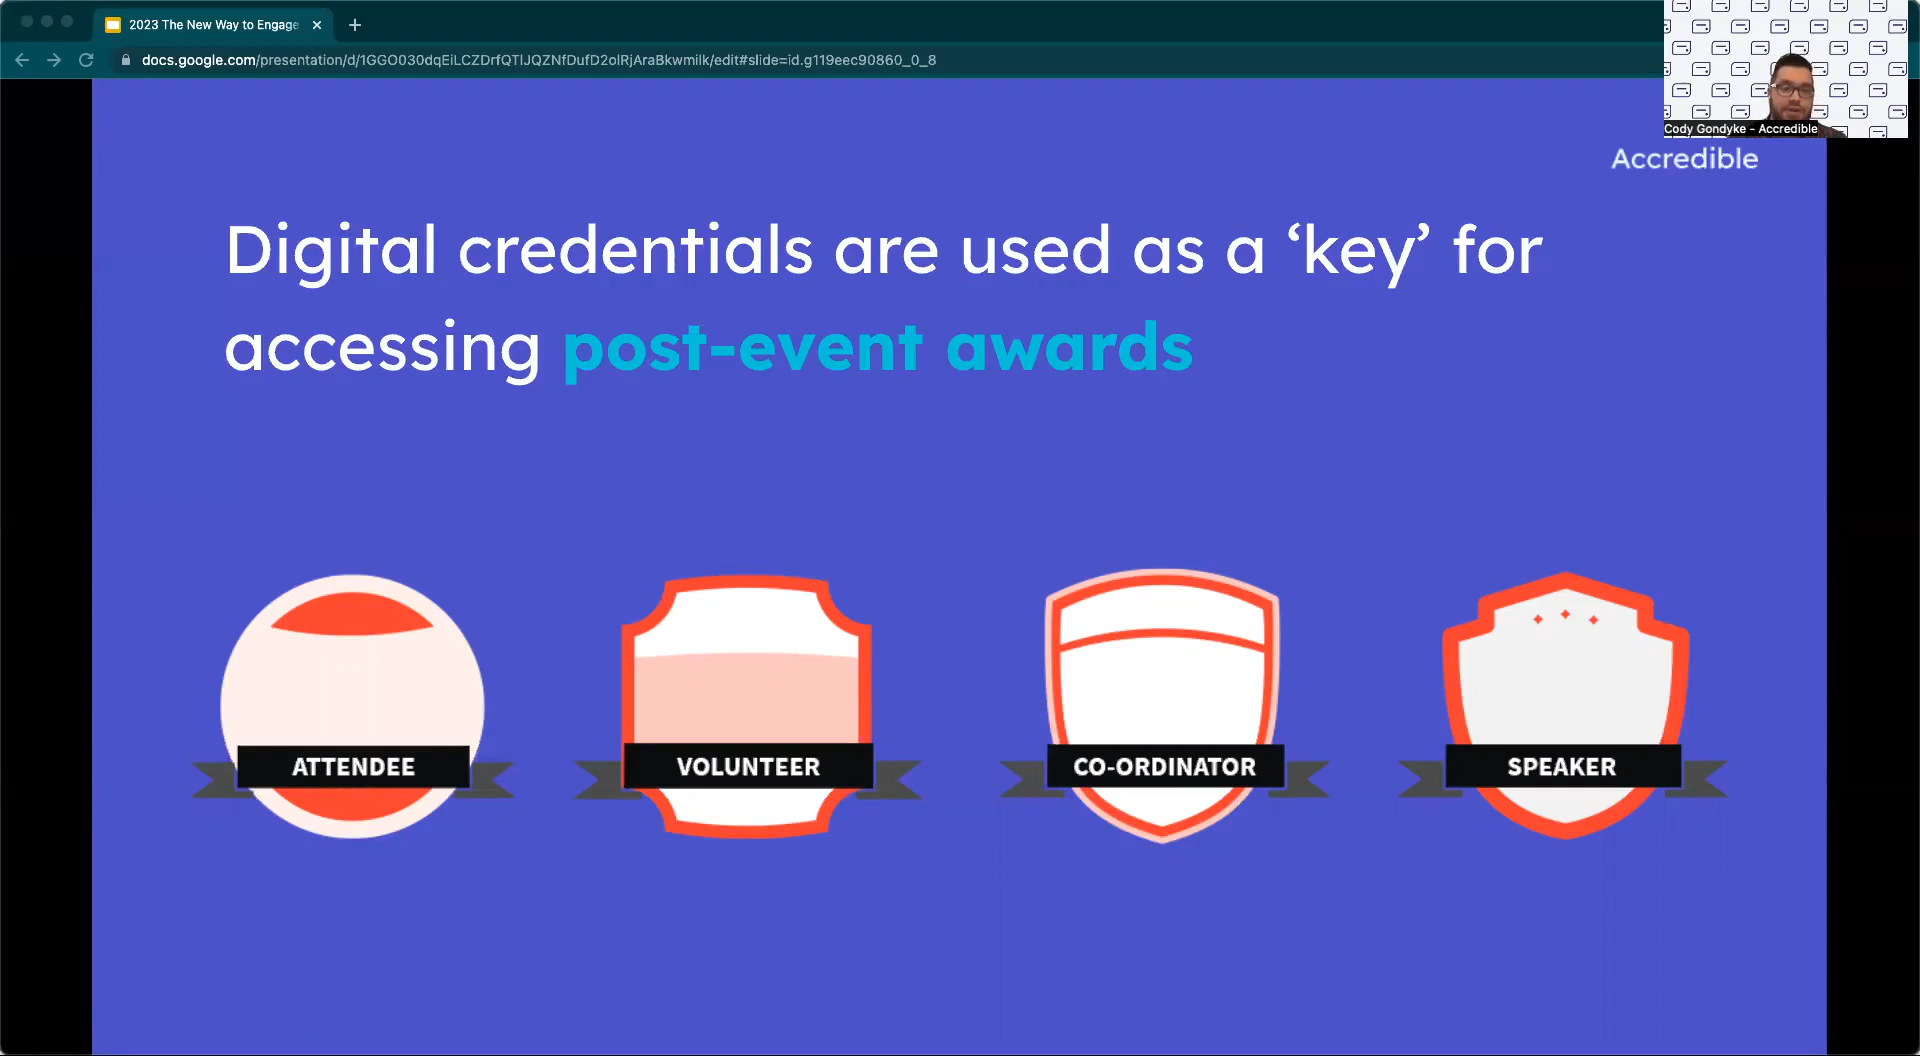 2023 The New Way to Engage
docs.google.com/presentation/d/1GGO030dqEiLCZDrfQTIJQZNfDufD2olRjAraBkwmilk/edit#slide=id.g119eec90860_0_8
Cody Gondyke - Accredible
Accredible
Digital credentials are used as a ‘key’ for
accessing post-event awards
ATTENDEE
VOLUNTEER
CO-ORDINATOR
SPEAKER